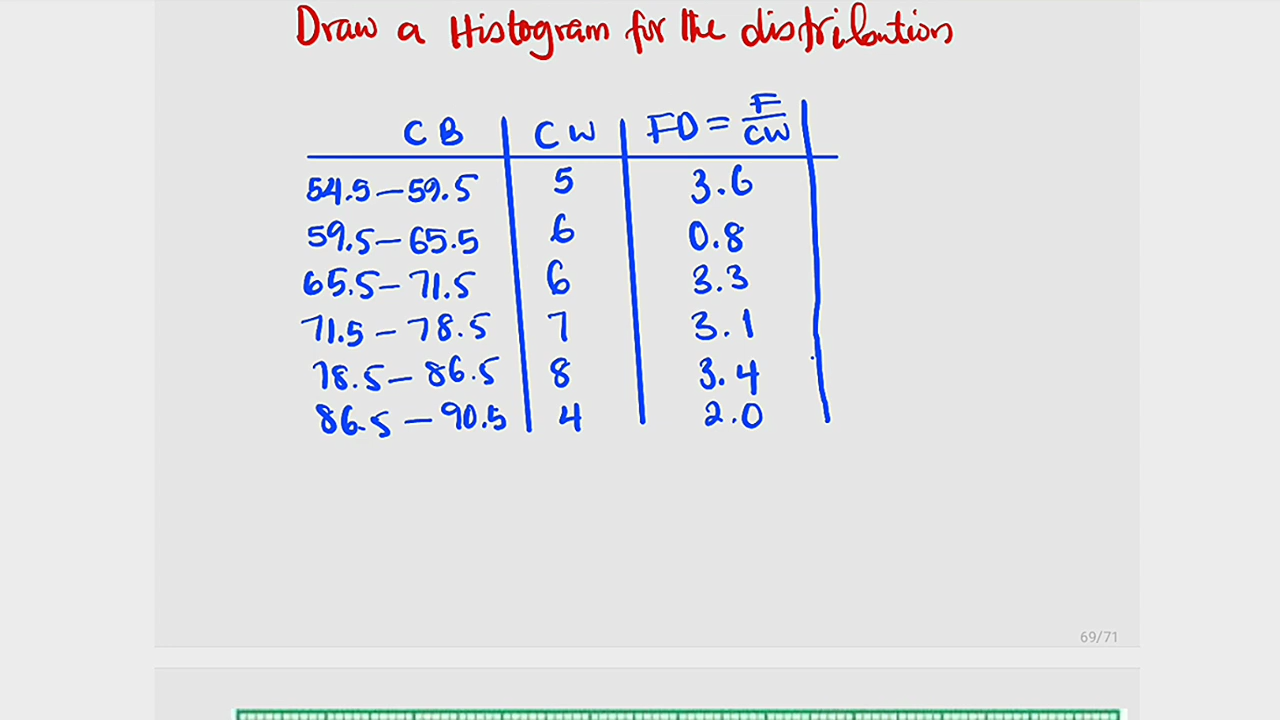 Draw a Histogram for the distribution
CB CW FD = F/CW
54.5-59.5 5 3.6
59.5-65.5 6 0.8
65.5-71.5 6 3.3
71.5-78.5 7 3.1
78.5-86.5 8 3.4
86.5-90.5 4 2.0
69/71